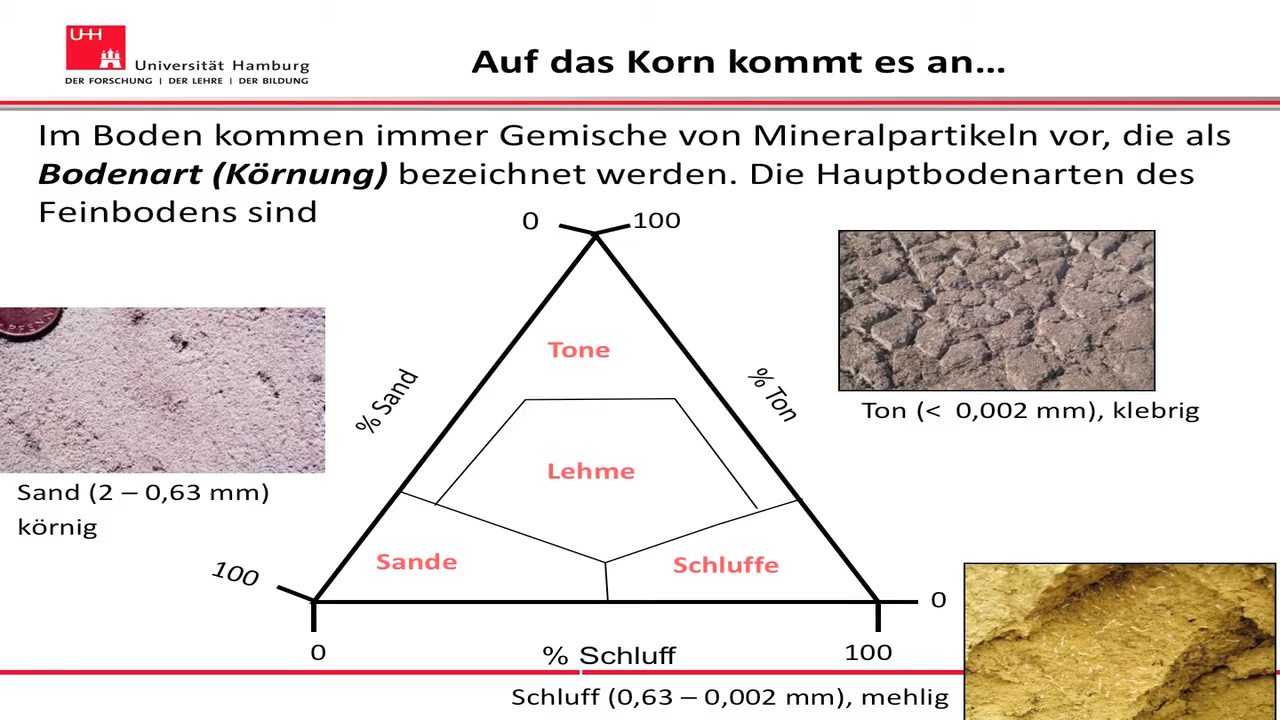 UHH
Universität Hamburg
DER FORSCHUNG | DER LEHRE | DER BILDUNG
Auf das Korn kommt es an...
Im Boden kommen immer Gemische von Mineralpartikeln vor, die als
Bodenart (Körnung) bezeichnet werden. Die Hauptbodenarten des
Feinbodens sind
0
100
PFENN
Tone
% Sand
% Ton
Ton (< 0,002 mm), klebrig
Lehme
Sand (2 – 0,63 mm)
körnig
Sande
Schluffe
100
0
0
% Schluff
100
Schluff (0,63 – 0,002 mm), mehlig